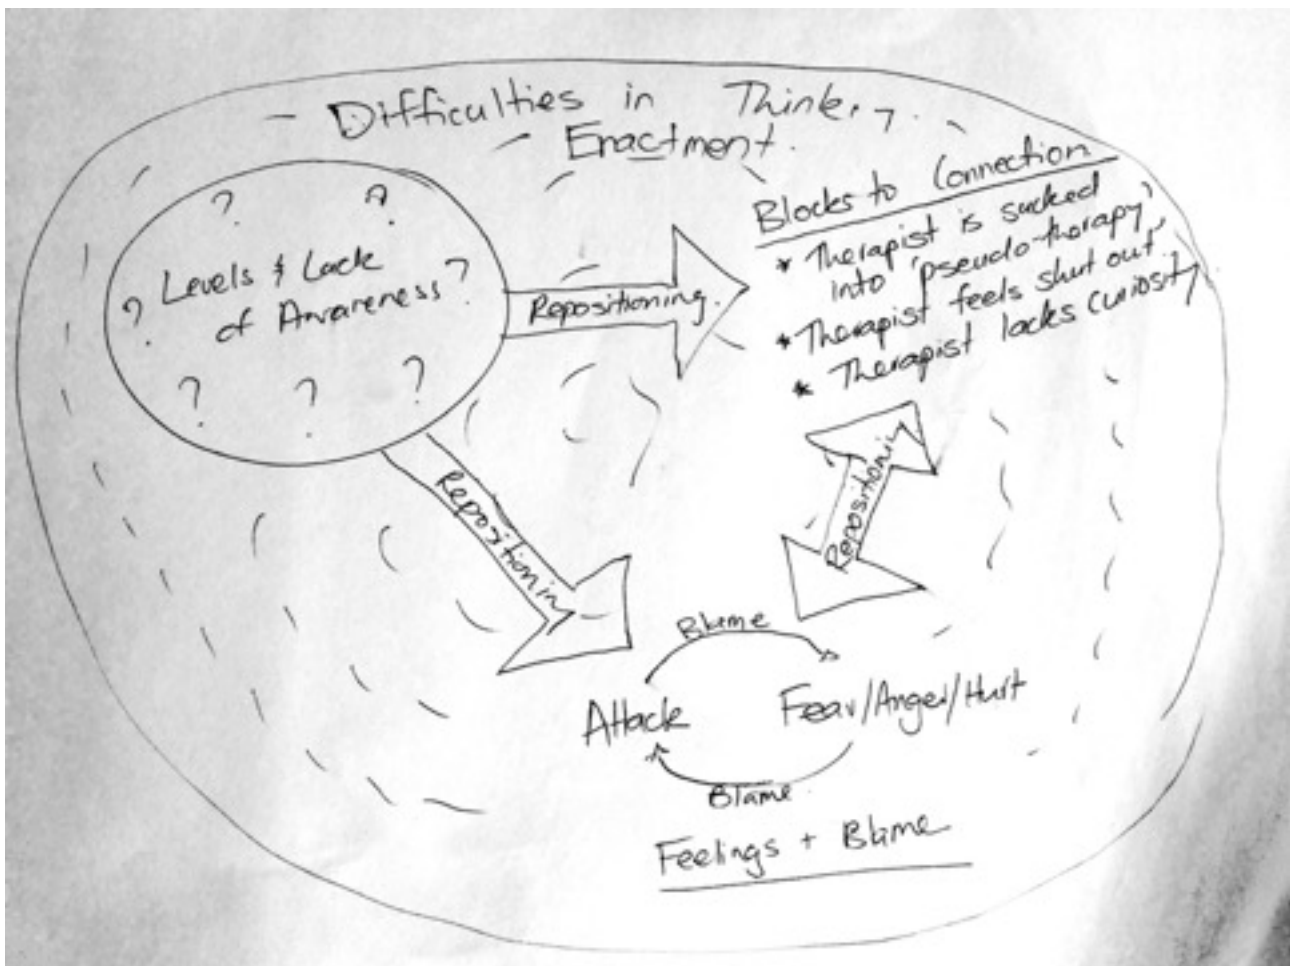 Difficulties in Think.,
Enactment.
? ?
? Levels & Lack ?
of Awareness
? ? ?
Repositioning.
Blocks to Connection
* Therapist is sucked
into 'pseudo-therapy'
* Therapist feels 'shut out'
* Therapist lacks curiosity
Repositionin
Repositioni
Blame
Attack
Fear/Anger/Hurt
Blame
Feelings + Blame